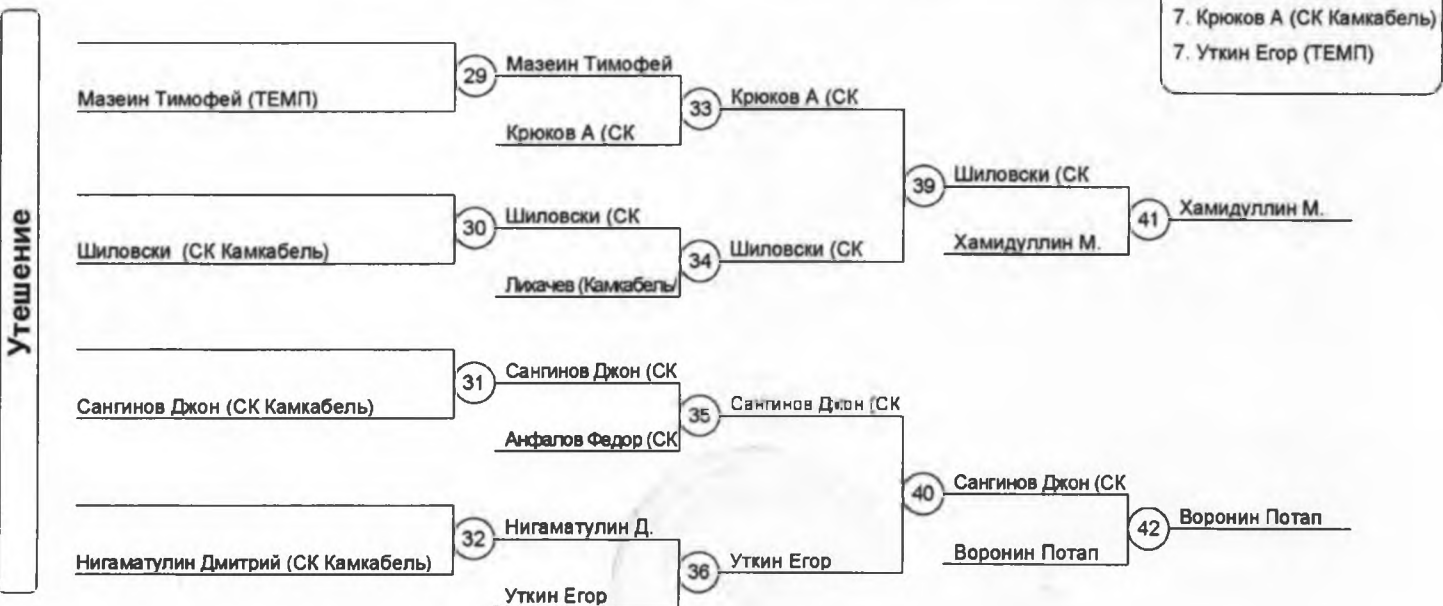 7. Крюков А (СК Камкабель)
7. Уткин Егор (ТЕМП)
Утешение
Мазеин Тимофей (ТЕМП)
29
Мазеин Тимофей
Крюков А (СК
33
Крюков А (СК
Шиловски (СК Камкабель)
30
Шиловски (СК
Лихачев (Камкабель/
34
Шиловски (СК
39
Шиловски (СК
Хамидуллин М.
41
Хамидуллин М.
Сангинов Джон (СК Камкабель)
31
Сангинов Джон (СК
Анфалов Федор (СК
35
Сангинов Джон (СК
Нигаматулин Дмитрий (СК Камкабель)
32
Нигаматулин Д.
Уткин Егор
36
Уткин Егор
40
Сангинов Джон (СК
Воронин Потап
42
Воронин Потап